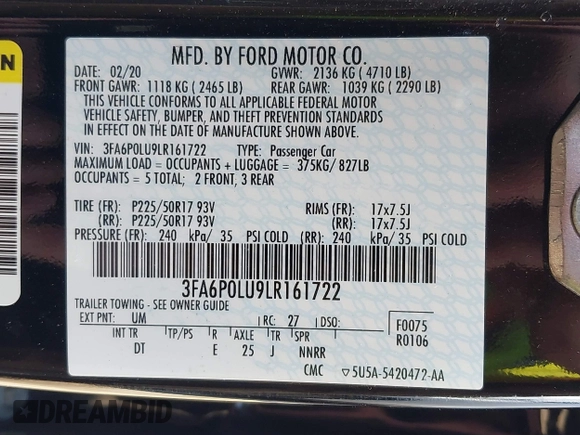 MFD. BY FORD MOTOR CO.
DATE: 02/20 GVWR: 2136 KG ( 4710 LB)
FRONT GAWR: 1118 KG ( 2465 LB) REAR GAWR: 1039 KG ( 2290 LB)
THIS VEHICLE CONFORMS TO ALL APPLICABLE FEDERAL MOTOR
VEHICLE SAFETY, BUMPER, AND THEFT PREVENTION STANDARDS
IN EFFECT ON THE DATE OF MANUFACTURE SHOWN ABOVE.
VIN: 3FA6P0LU9LR161722 TYPE: Passenger Car
MAXIMUM LOAD = OCCUPANTS + LUGGAGE = 375KG/ 827LB
OCCUPANTS = 5 TOTAL; 2 FRONT, 3 REAR
TIRE (FR): P225/50R17 93V RIMS (FR): 17x7.5J
(RR): P225/50R17 93V (RR): 17x7.5J
PRESSURE (FR): 240 kPa/ 35 PSI COLD (RR): 240 kPa/ 35 PSI COLD
3FA6P0LU9LR161722
TRAILER TOWING - SEE OWNER GUIDE
EXT PNT: UM RC: 27 DSO: F0075
INT TR TP/PS R AXLE TR SPR R0106
DT E 25 J NNRR
CMC ▽5U5A-5420472-AA
DREAMBID